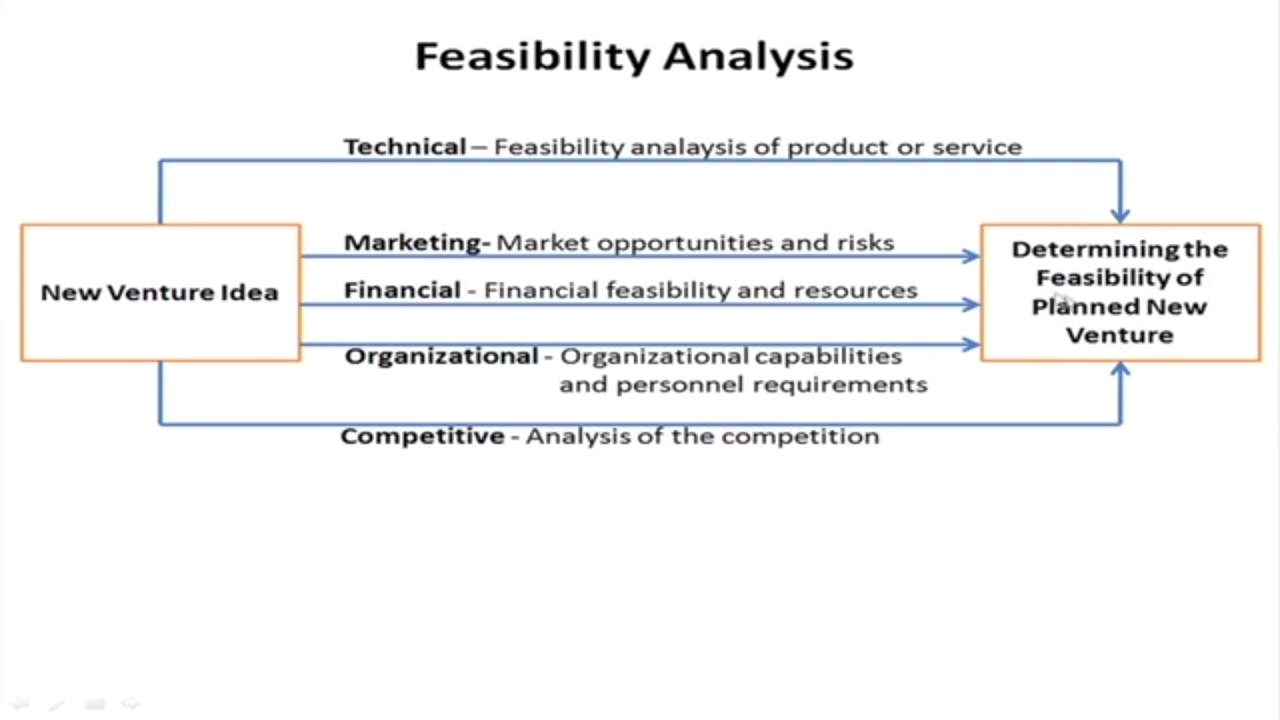 Feasibility Analysis
Technical – Feasibility analaysis of product or service
New Venture Idea
Marketing- Market opportunities and risks
Financial - Financial feasibility and resources
Organizational - Organizational capabilities
and personnel requirements
Competitive - Analysis of the competition
Determining the
Feasibility of
Planned New
Venture